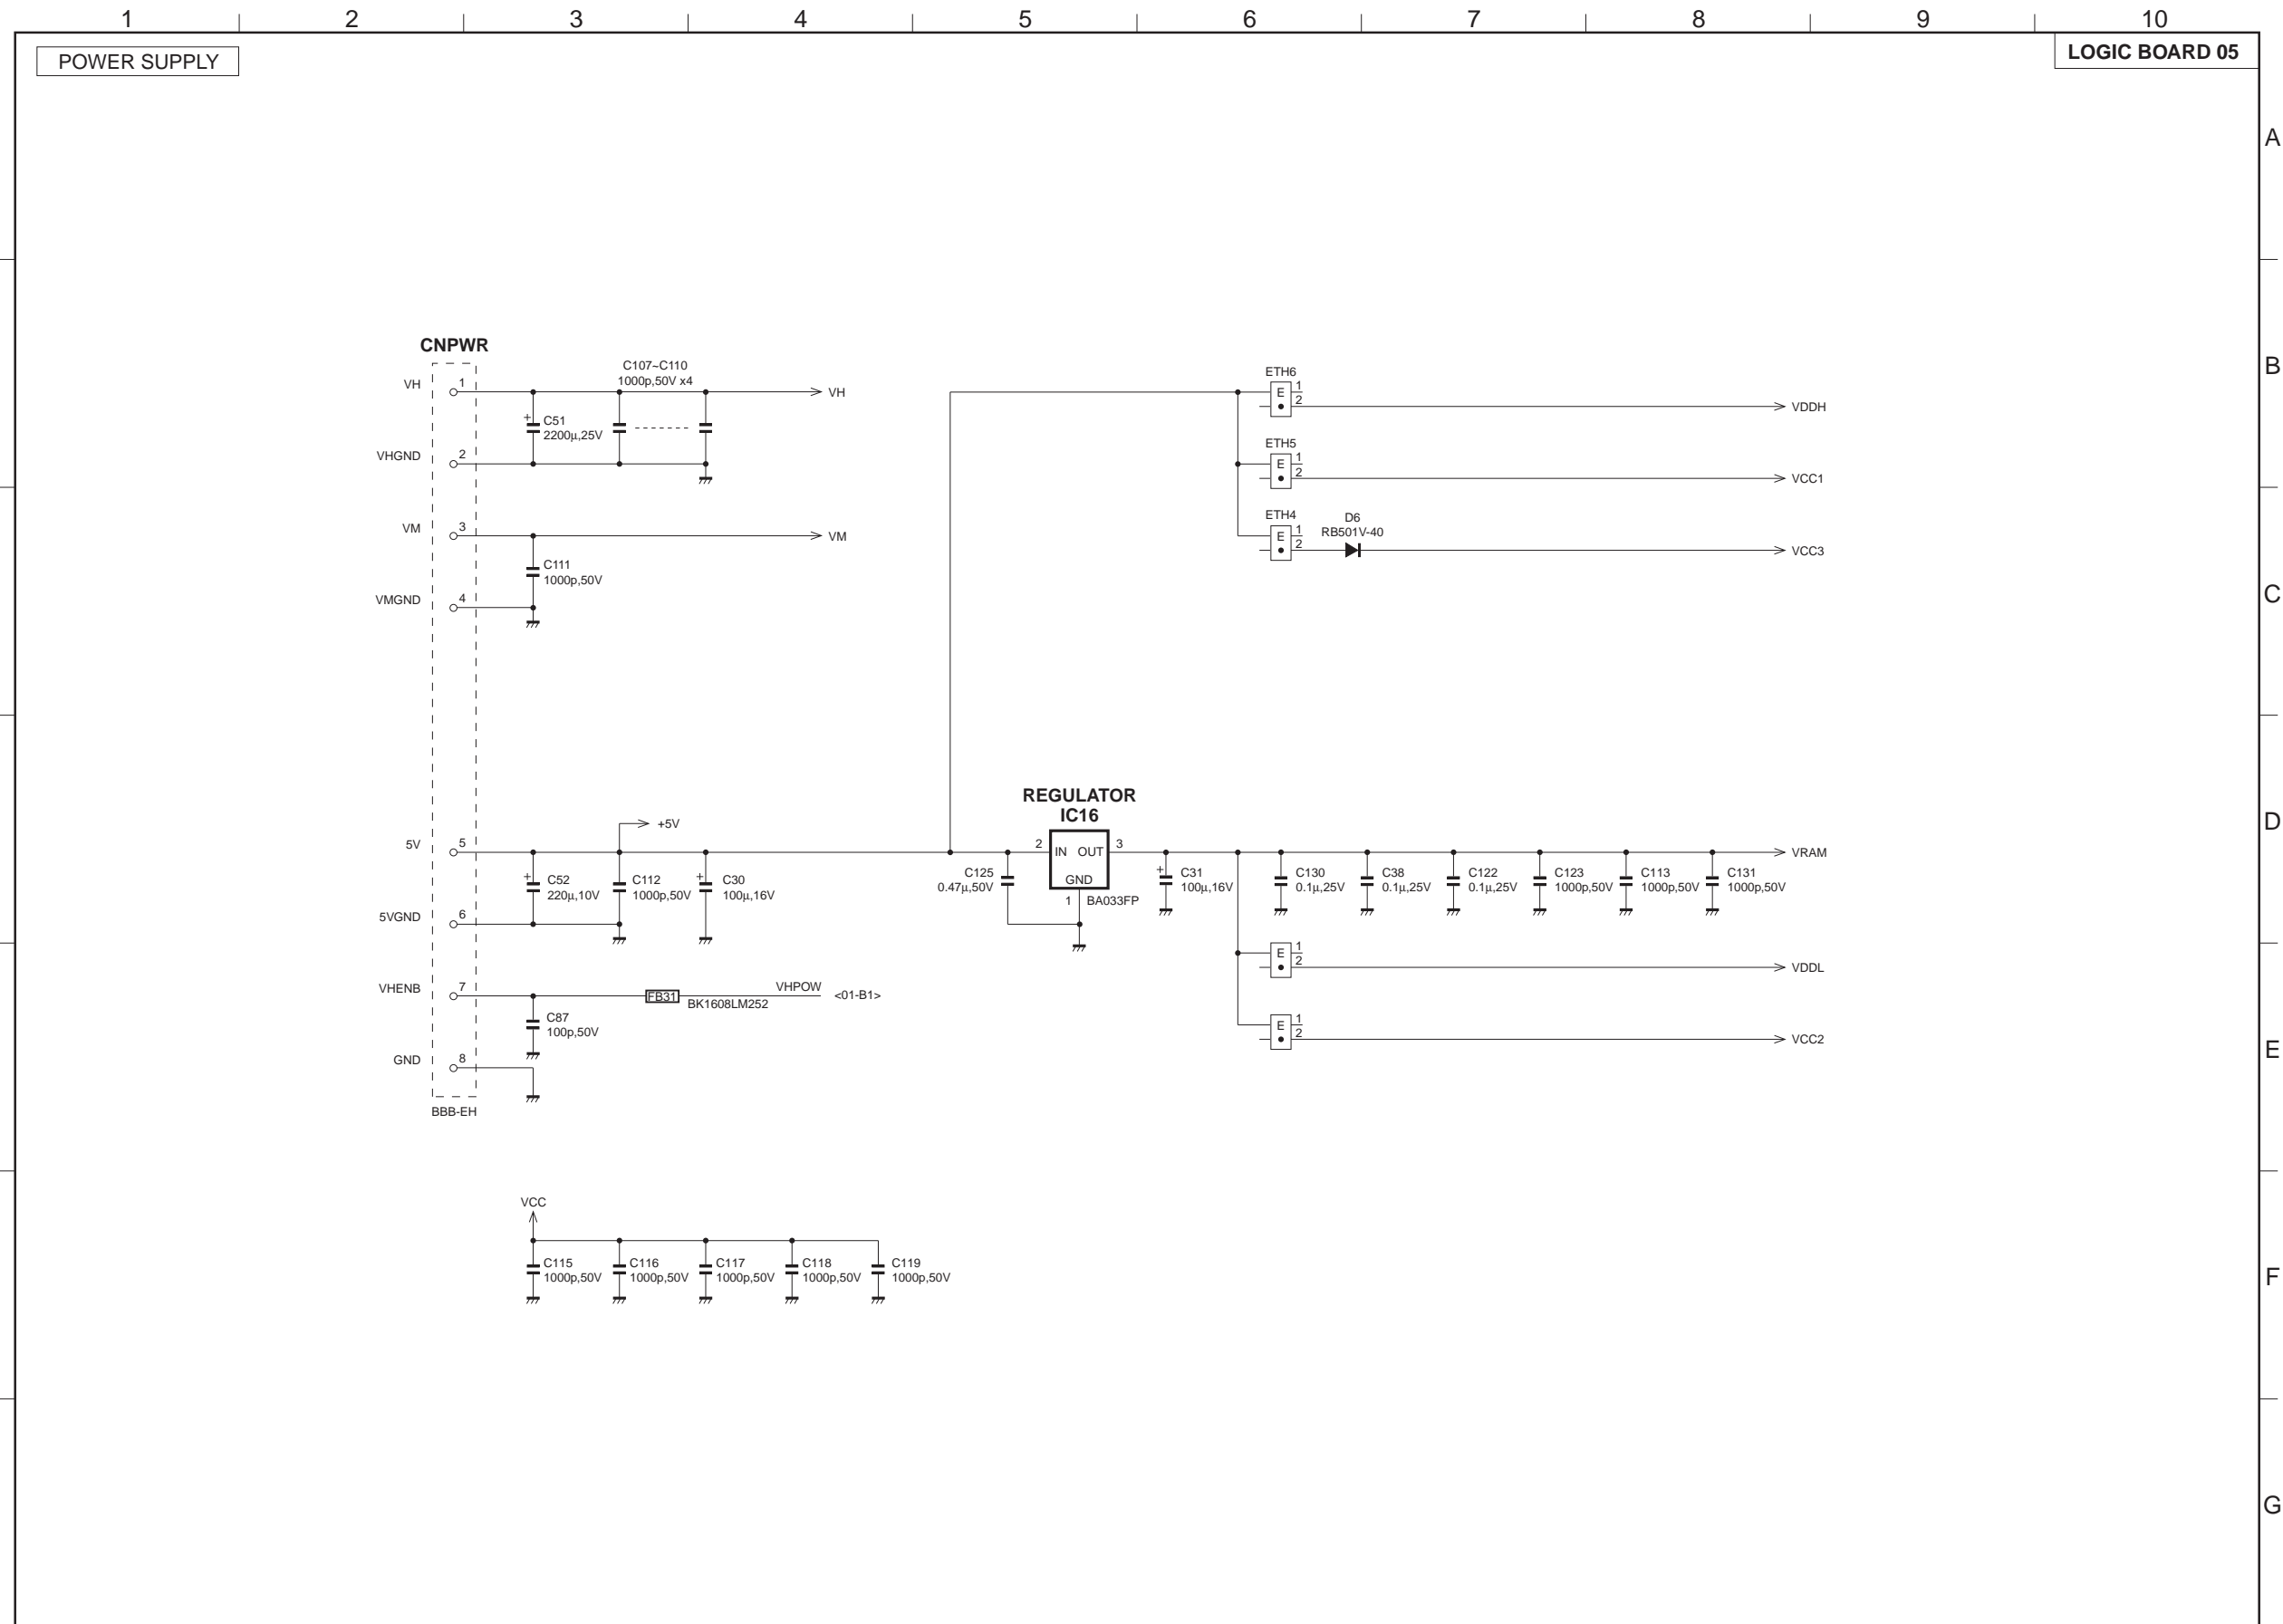 1 2 3 4 5 6 7 8 9 10
POWER SUPPLY
LOGIC BOARD 05
A
B
C
D
E
F
G
CNPWR
VH
1
C107~C110
1000p,50V x4
VH
+
C51
2200µ,25V
VHGND
2
VM
3
VM
C111
1000p,50V
VMGND
4
5V
5
+5V
+
C52
220µ,10V
C112
1000p,50V
+
C30
100µ,16V
5VGND
6
VHENB
7
FB31
BK1608LM252
VHPOW
<01-B1>
C87
100p,50V
GND
8
BBB-EH
ETH6
E
1
2
VDDH
ETH5
E
1
2
VCC1
ETH4
E
1
2
D6
RB501V-40
VCC3
REGULATOR
IC16
2
IN OUT
3
GND
1
BA033FP
C125
0.47µ,50V
+
C31
100µ,16V
C130
0.1µ,25V
C38
0.1µ,25V
C122
0.1µ,25V
C123
1000p,50V
C113
1000p,50V
C131
1000p,50V
VRAM
E
1
2
VDDL
E
1
2
VCC2
VCC
C115
1000p,50V
C116
1000p,50V
C117
1000p,50V
C118
1000p,50V
C119
1000p,50V